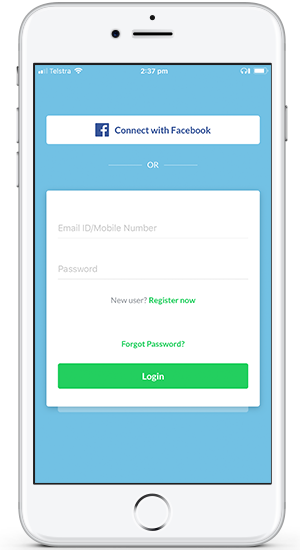 Telstra 2:37 pm
Connect with Facebook
OR
Email ID/Mobile Number
Password
New user? Register now
Forgot Password?
Login